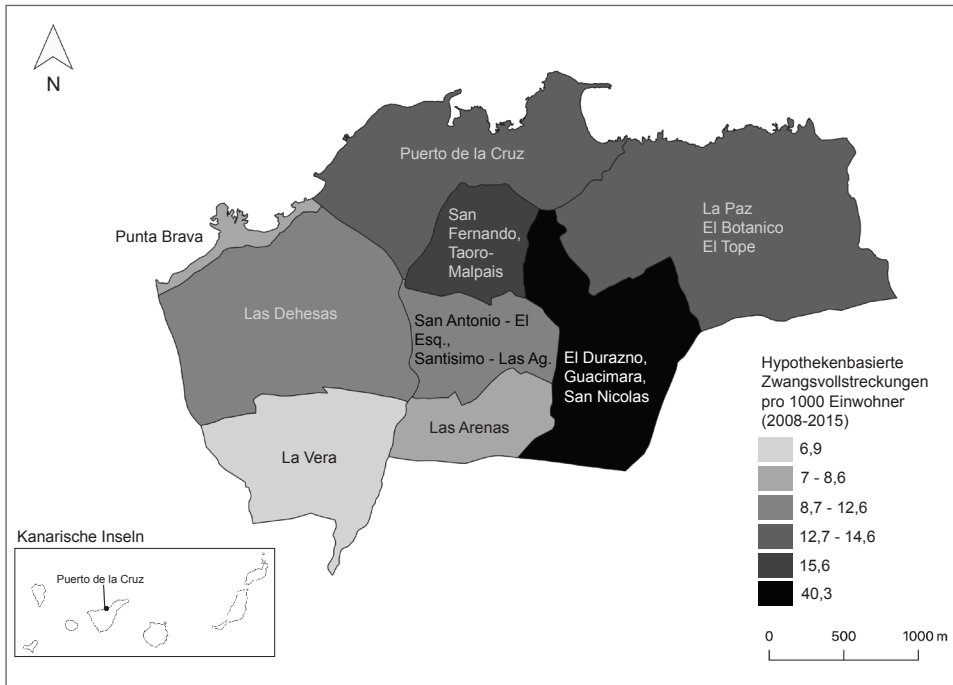 N
Puerto de la Cruz
La Paz
El Botanico
El Tope
San
Fernando,
Taoro-
Malpais
Punta Brava
Las Dehesas
San Antonio - El
Esq.,
Santisimo - Las Ag.
El Durazno,
Guacimara,
San Nicolas
Las Arenas
La Vera
Hypothekenbasierte
Zwangsvollstreckungen
pro 1000 Einwohner
(2008-2015)
6,9
7 - 8,6
8,7 - 12,6
12,7 - 14,6
15,6
40,3
0 500 1000 m
Kanarische Inseln
Puerto de la Cruz